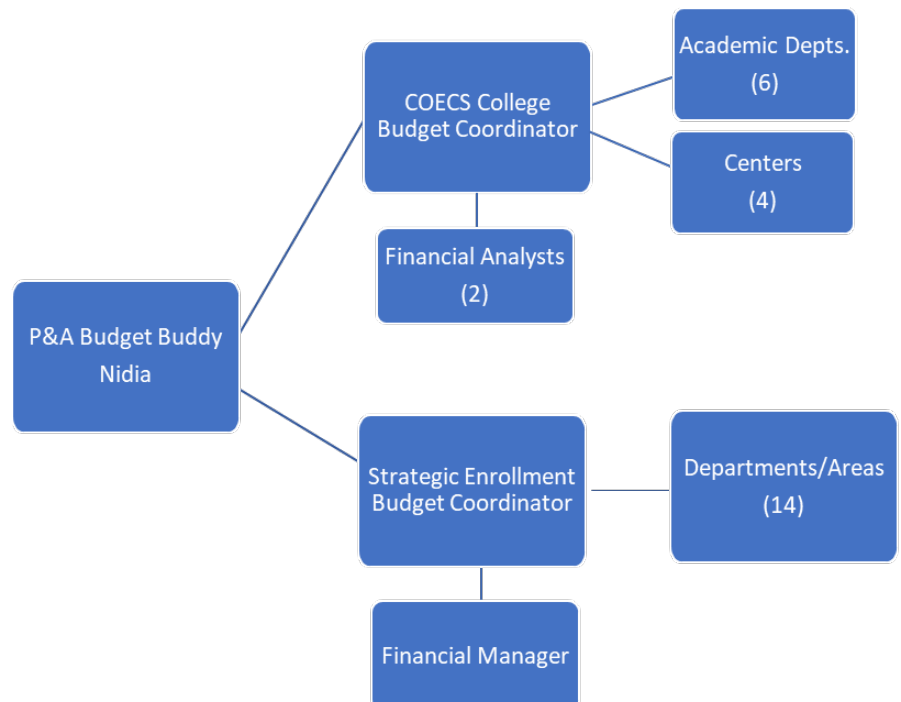 Academic Depts.
(6)
COECS College
Budget Coordinator
Centers
(4)
Financial Analysts
(2)
P&A Budget Buddy
Nidia
Strategic Enrollment
Budget Coordinator
Departments/Areas
(14)
Financial Manager